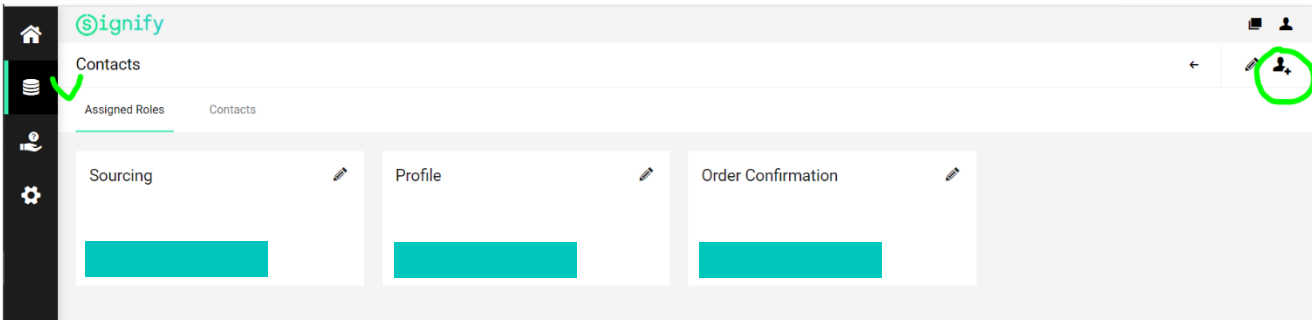 signify
Contacts
Assigned Roles Contacts
Sourcing Profile Order Confirmation